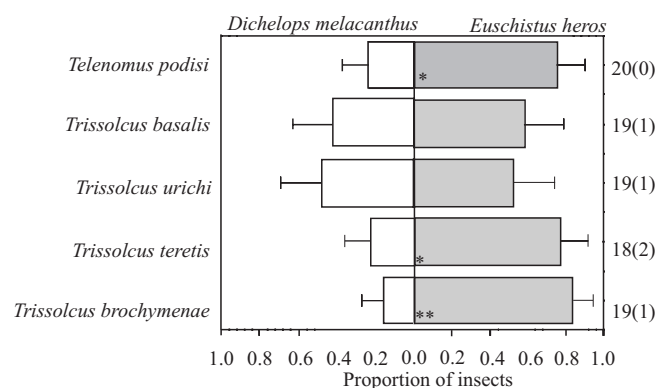 Dichelops melacanthus Euschistus heros
Telenomus podisi * 20(0)
Trissolcus basalis 19(1)
Trissolcus urichi 19(1)
Trissolcus teretis * 18(2)
Trissolcus brochymenae ** 19(1)
1.0 0.8 0.6 0.4 0.2 0.0 0.2 0.4 0.6 0.8 1.0
Proportion of insects